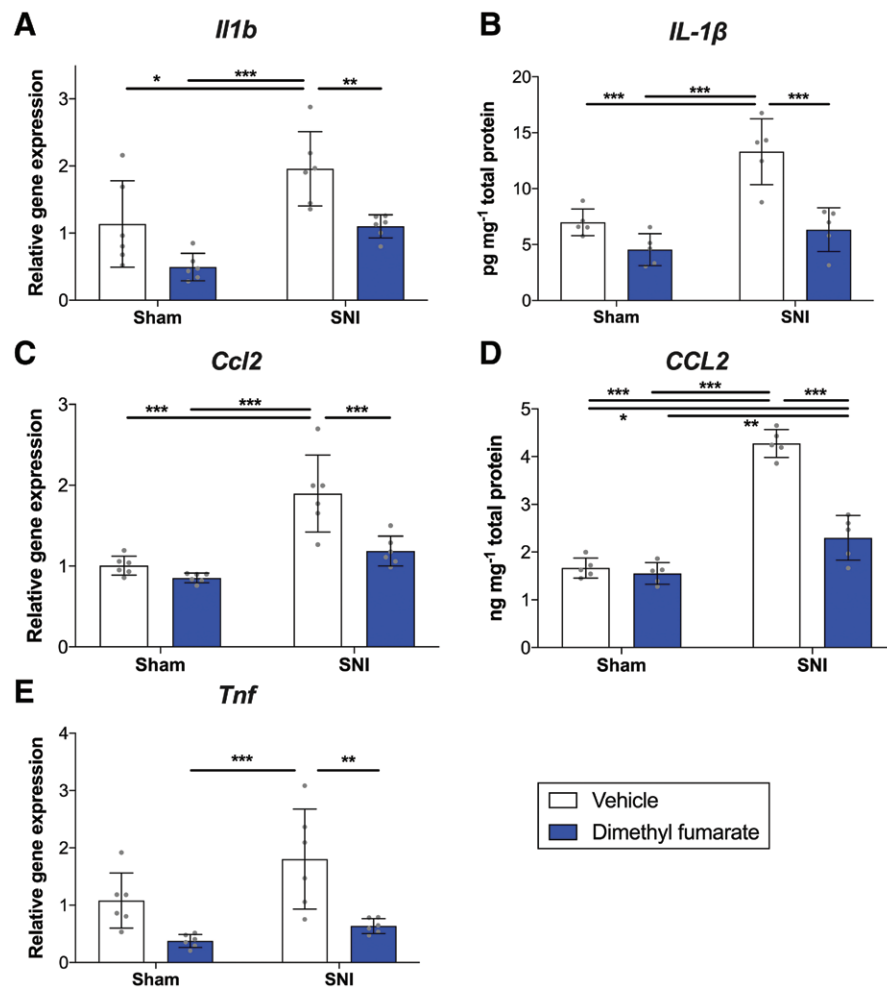 A
Il1b
Relative gene expression
3
2
1
0
*
***
**
Sham
SNI
B
IL-1β
pg mg⁻¹ total protein
20
15
10
5
0
***
***
***
Sham
SNI
C
Ccl2
Relative gene expression
3
2
1
0
***
***
***
Sham
SNI
D
CCL2
ng mg⁻¹ total protein
5
4
3
2
1
0
***
***
***
*
**
Sham
SNI
E
Tnf
Relative gene expression
4
3
2
1
0
***
**
Sham
SNI
Vehicle
Dimethyl fumarate